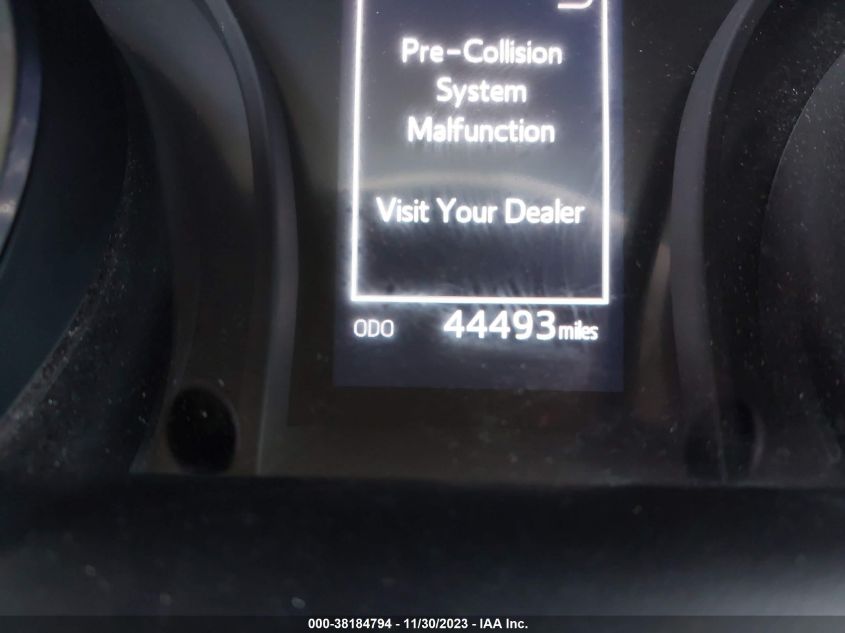 Pre-Collision
System
Malfunction
Visit Your Dealer
ODO 44493 miles
000-38184794 - 11/30/2023 - IAA Inc.